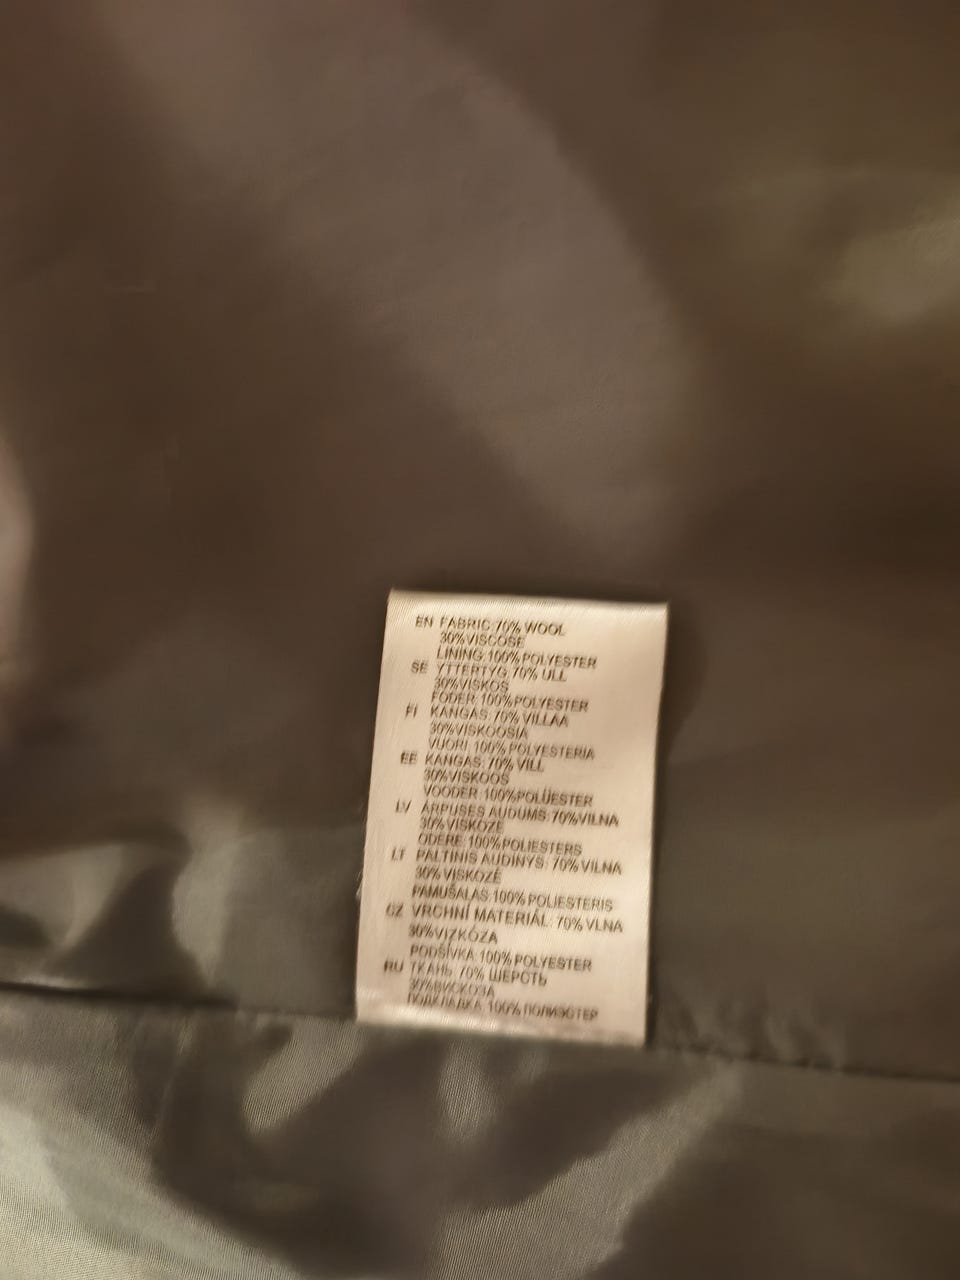 EN FABRIC:70% WOOL
30%VISCOSE
LINING:100%POLYESTER
SE YTTERTYG:70% ULL
30%VISKOS
FODER:100%POLYESTER
FI KANGAS:70% VILLAA
30%VISKOOSIA
VUORI:100%POLYESTERIA
EE KANGAS:70% VILL
30%VISKOOS
VOODER:100%POLÜESTER
LV ĀRPUSES AUDUMS:70%VILNA
30%VISKOZE
ODERE:100%POLIESTERS
LT PALTINIS AUDINYS: 70%VILNA
30%VISKOZĖ
PAMUŠALAS:100%POLIESTERIS
CZ VRCHNÍ MATERIÁL: 70% VLNA
30%VIZKÓZA
PODŠÍVKA:100%POLYESTER
RU ТКАНЬ: 70% ШЕРСТЬ
30%ВИСКОЗА
ПОДКЛАДКА:100% ПОЛИЭСТЕР